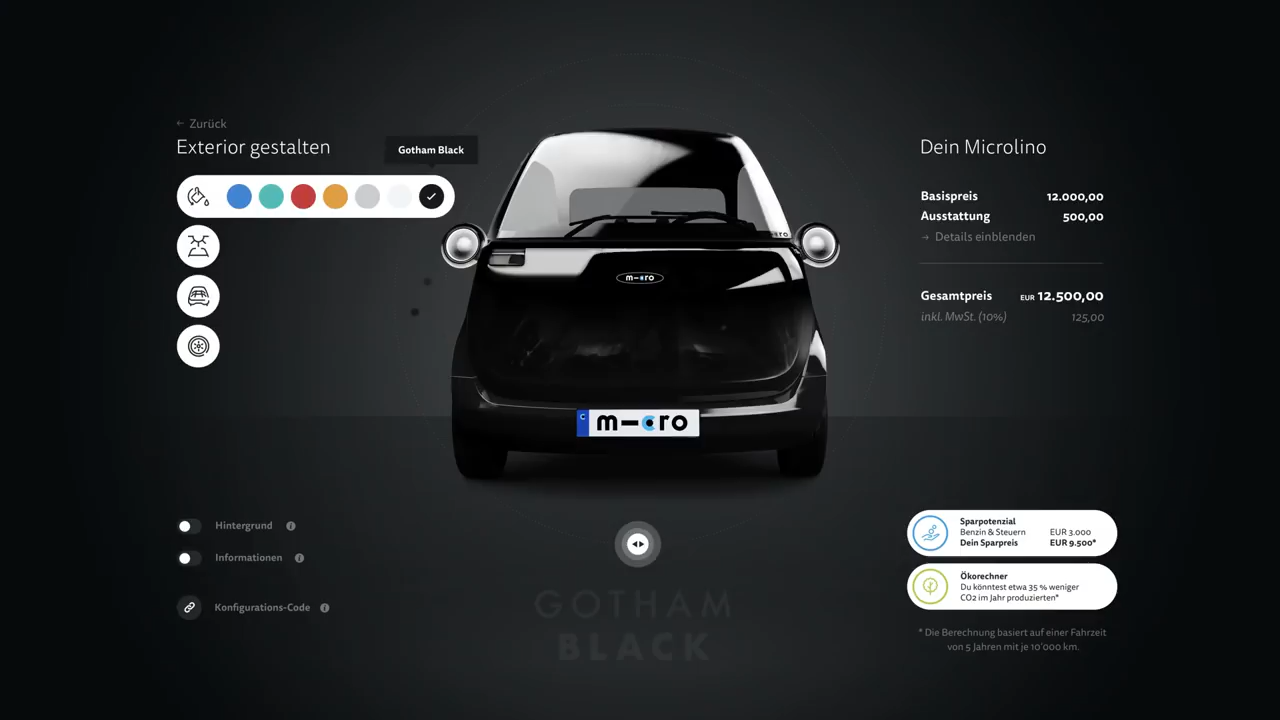 ← Zurück
Exterior gestalten
Gotham Black
m—cro
m—cro
C
GOTHAM
BLACK
Hintergrund
Informationen
Konfigurations-Code
Dein Microlino
Basispreis 12.000,00
Ausstattung 500,00
→ Details einblenden
Gesamtpreis EUR 12.500,00
inkl. MwSt. (10%) 125,00
Sparpotenzial
Benzin & Steuern EUR 3.000
Dein Sparpreis EUR 9.500*
Ökorechner
Du könntest etwa 35 % weniger
CO2 im Jahr produzierten*
* Die Berechnung basiert auf einer Fahrzeit
von 5 Jahren mit je 10'000 km.